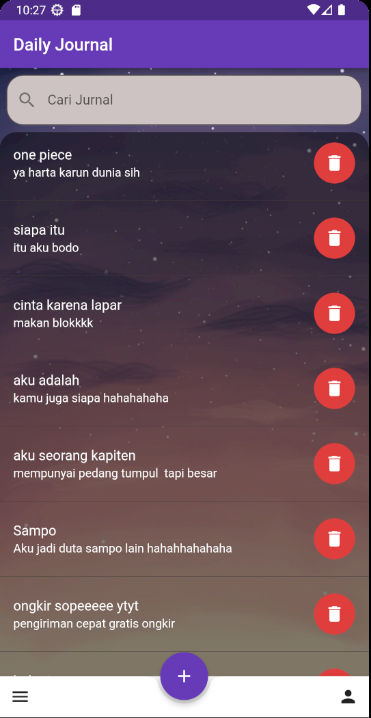 10:27
Daily Journal
Cari Jurnal
one piece
ya harta karun dunia sih
siapa itu
itu aku bodo
cinta karena lapar
makan blokkkk
aku adalah
kamu juga siapa hahahahaha
aku seorang kapiten
mempunyai pedang tumpul  tapi besar
Sampo
Aku jadi duta sampo lain hahahhahahaha
ongkir sopeeeee ytyt
pengiriman cepat gratis ongkir